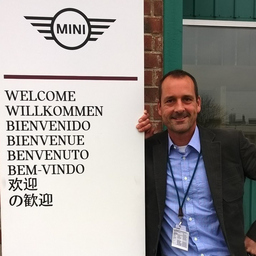 MINI
WELCOME
WILLKOMMEN
BIENVENIDO
BIENVENUE
BENVENUTO
BEM-VINDO
欢迎
の歓迎